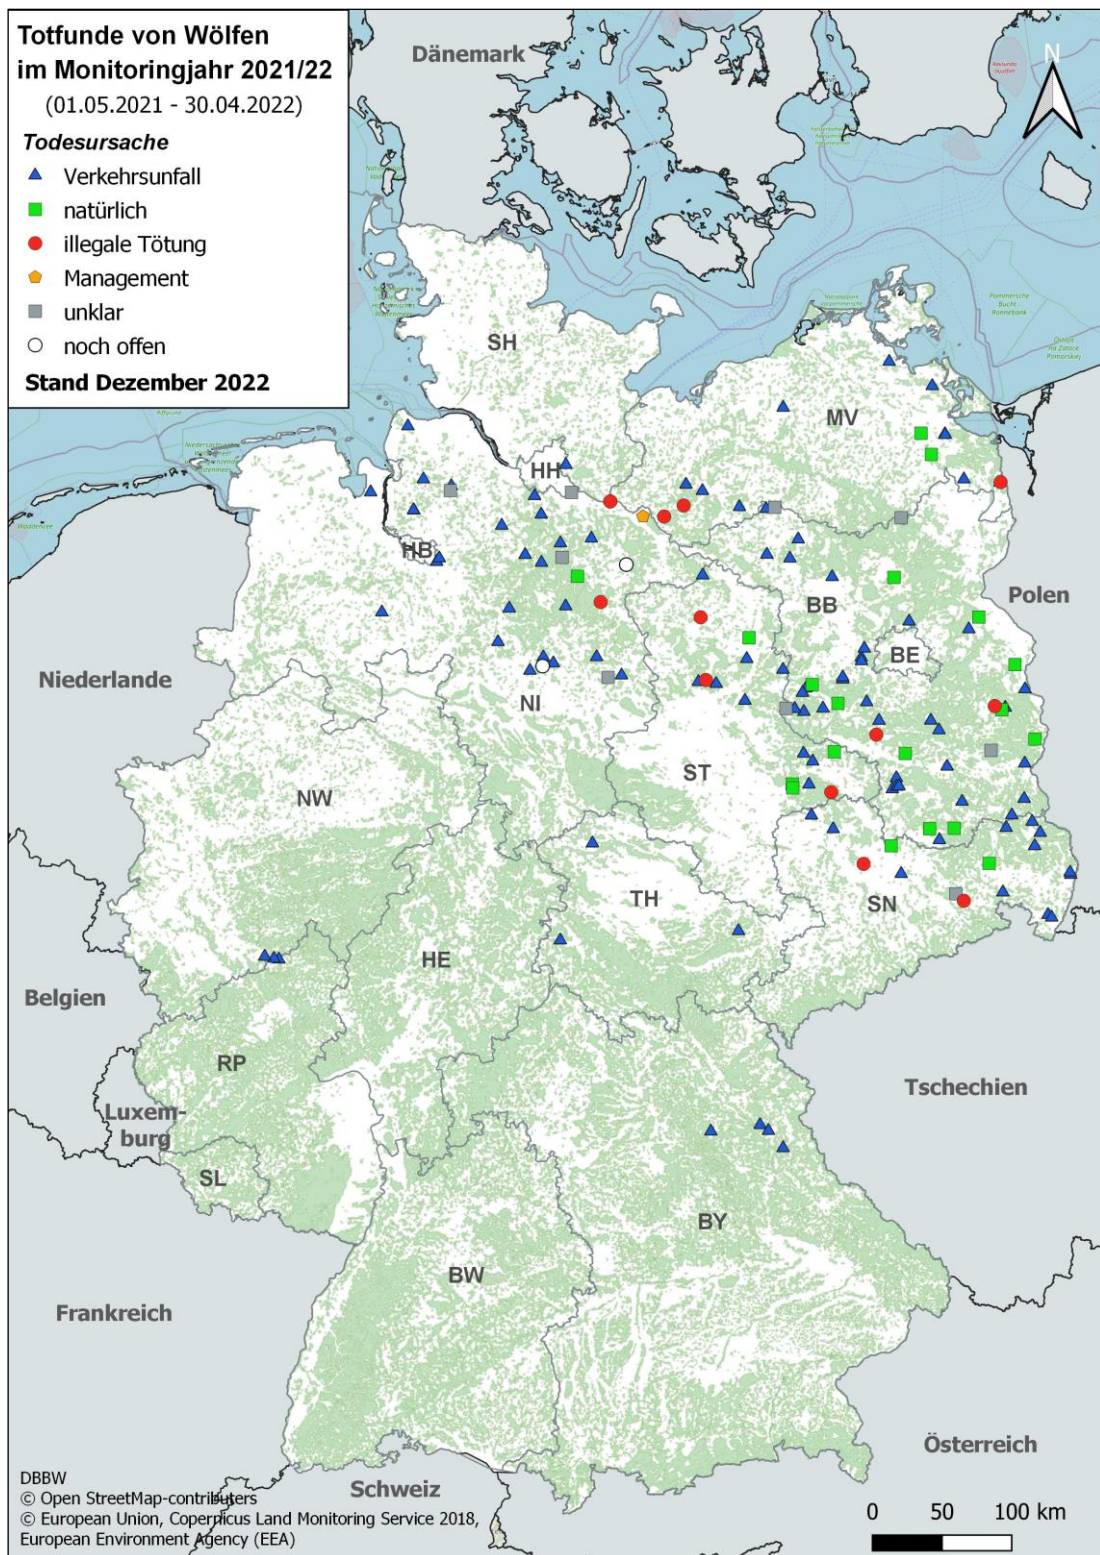 Totfunde von Wölfen
im Monitoringjahr 2021/22
(01.05.2021 - 30.04.2022)
Todesursache
Verkehrsunfall
natürlich
illegale Tötung
Management
unklar
noch offen
Stand Dezember 2022
Dänemark
N
SH
MV
HH
HB
Polen
BB
BE
Niederlande
NI
ST
NW
TH
SN
HE
Belgien
RP
Tschechien
Luxem-
burg
SL
BY
BW
Frankreich
Österreich
Schweiz
DBBW
© Open StreetMap-contributers
© European Union, Copernicus Land Monitoring Service 2018,
European Environment Agency (EEA)
0 50 100 km